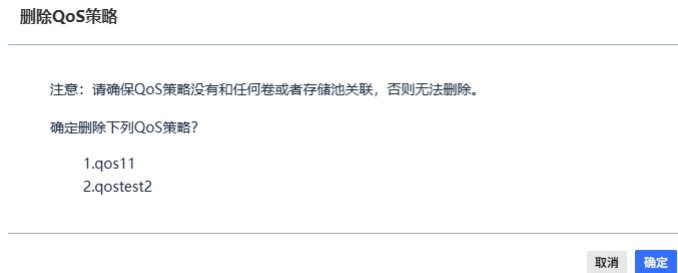 删除QoS策略
注意：请确保QoS策略没有和任何卷或者存储池关联，否则无法删除。
确定删除下列QoS策略？
1.qos11
2.qostest2
取消 确定